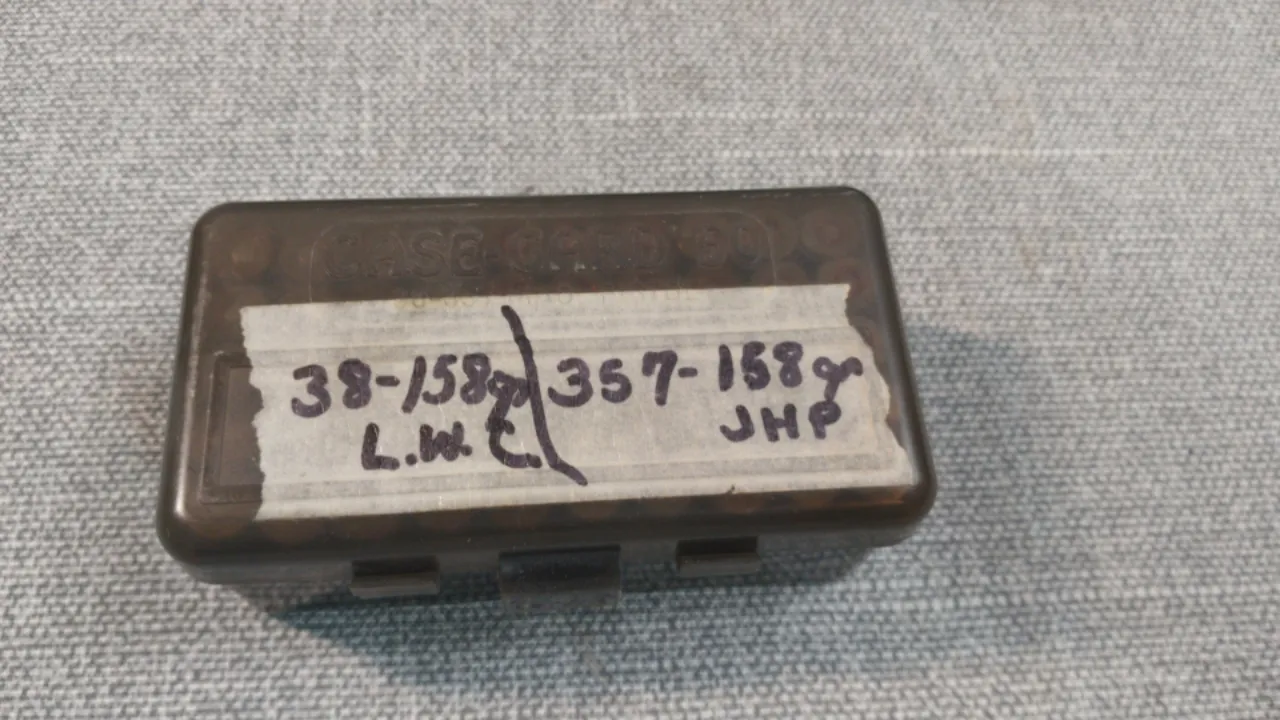 CASE-GARD 50
38-158gr / 357-158gr
L.W.C. JHP